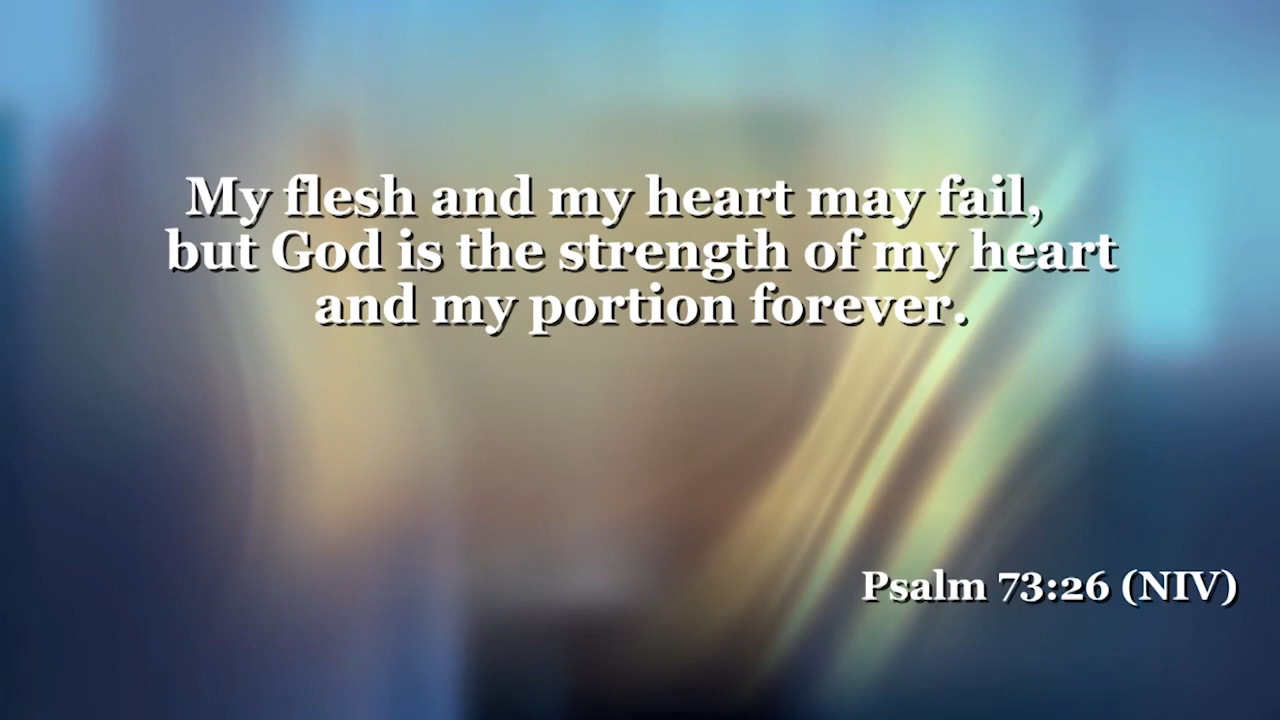 My flesh and my heart may fail,
but God is the strength of my heart
and my portion forever.
Psalm 73:26 (NIV)